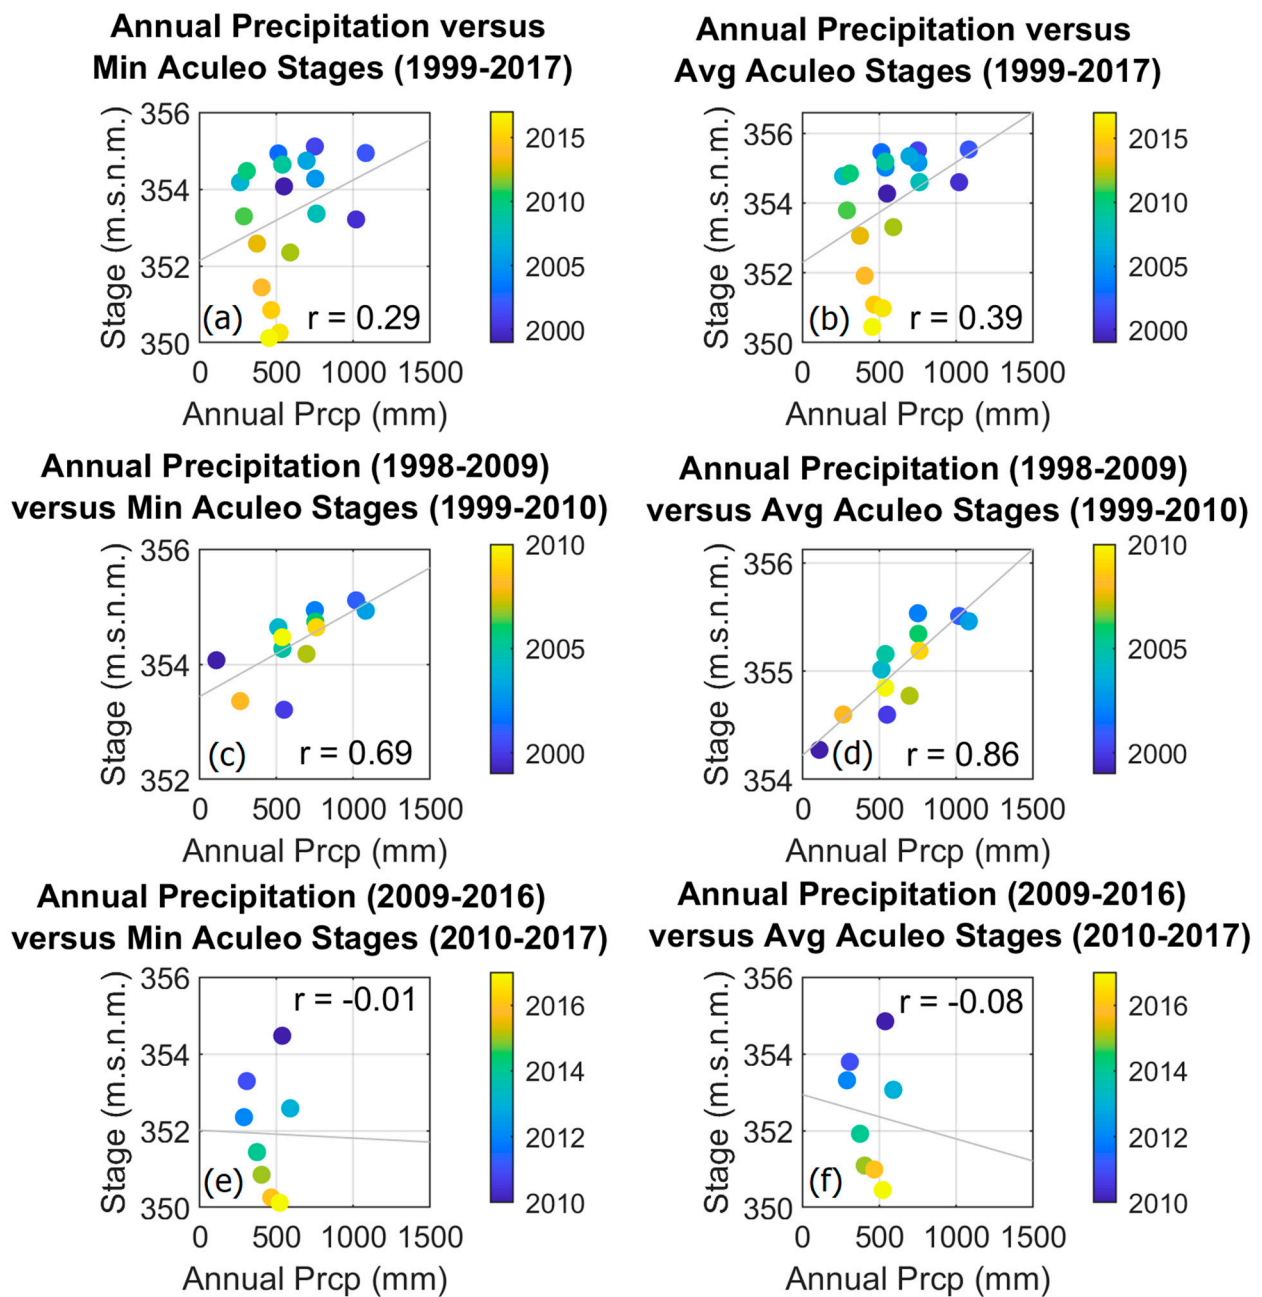 Annual Precipitation versus
Min Aculeo Stages (1999-2017)
356
354
352
350
Stage (m.s.n.m.)
(a)
r = 0.29
0 500 1000 1500
Annual Prcp (mm)
2015
2010
2005
2000
Annual Precipitation versus
Avg Aculeo Stages (1999-2017)
356
354
352
350
Stage (m.s.n.m.)
(b)
r = 0.39
0 500 1000 1500
Annual Prcp (mm)
2015
2010
2005
2000
Annual Precipitation (1998-2009)
versus Min Aculeo Stages (1999-2010)
356
354
352
Stage (m.s.n.m.)
(c)
r = 0.69
0 500 1000 1500
Annual Prcp (mm)
2010
2005
2000
Annual Precipitation (1998-2009)
versus Avg Aculeo Stages (1999-2010)
356
355
354
Stage (m.s.n.m.)
(d)
r = 0.86
0 500 1000 1500
Annual Prcp (mm)
2010
2005
2000
Annual Precipitation (2009-2016)
versus Min Aculeo Stages (2010-2017)
356
354
352
350
Stage (m.s.n.m.)
r = -0.01
(e)
0 500 1000 1500
Annual Prcp (mm)
2016
2014
2012
2010
Annual Precipitation (2009-2016)
versus Avg Aculeo Stages (2010-2017)
356
354
352
350
Stage (m.s.n.m.)
r = -0.08
(f)
0 500 1000 1500
Annual Prcp (mm)
2016
2014
2012
2010